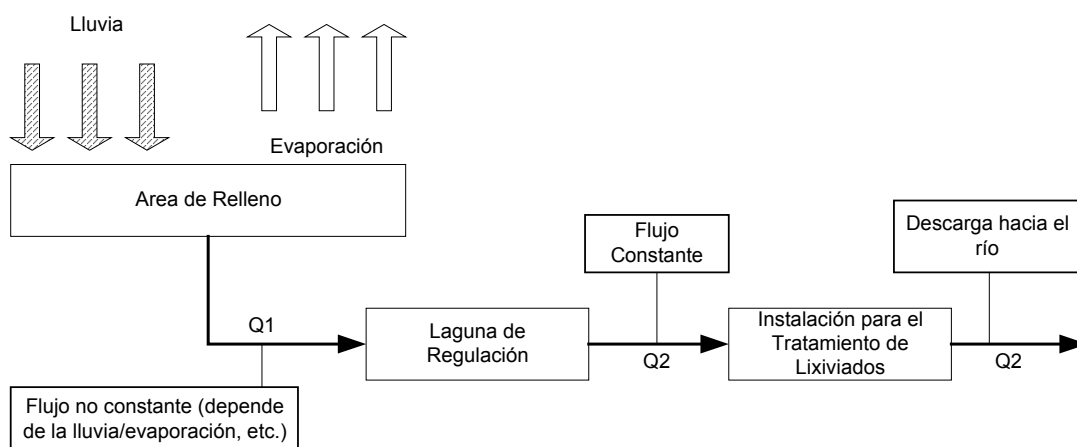 Lluvia
Evaporación
Area de Relleno
Q1
Flujo no constante (depende
de la lluvia/evaporación, etc.)
Laguna de
Regulación
Flujo
Constante
Q2
Instalación para el
Tratamiento de
Lixiviados
Descarga hacia el
río
Q2